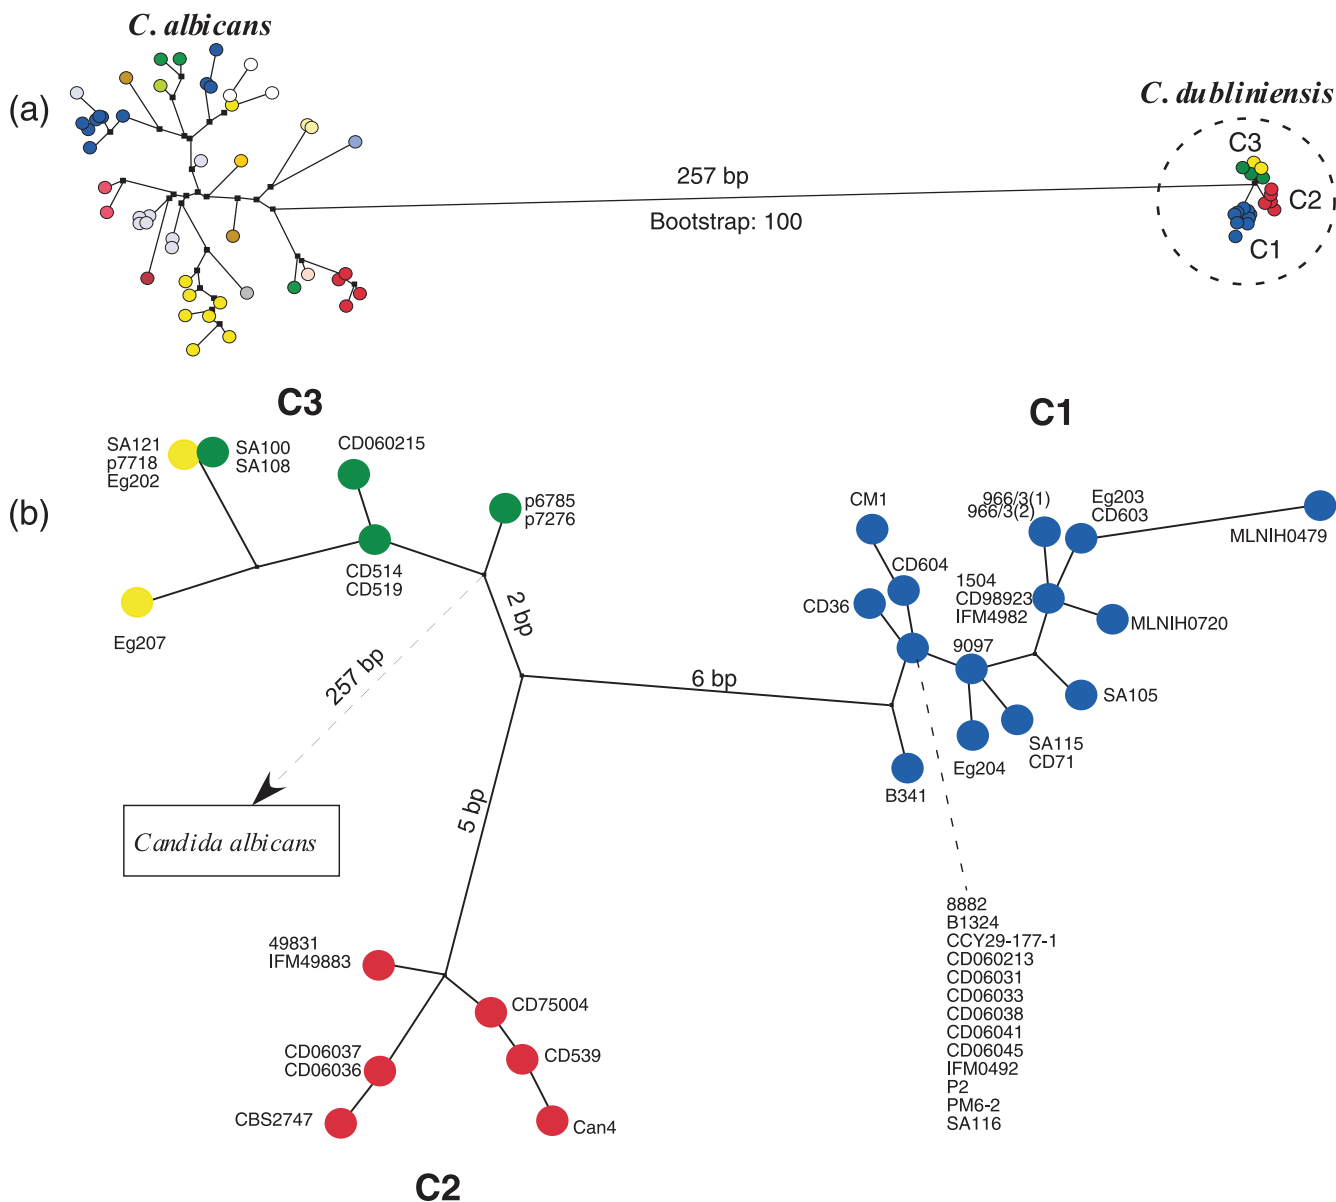 C. albicans
(a)
C. dubliniensis
C3
C2
C1
257 bp
Bootstrap: 100
C3
C1
(b)
SA121
p7718
Eg202
SA100
SA108
CD060215
p6785
p7276
CD514
CD519
Eg207
2 bp
257 bp
6 bp
5 bp
Candida albicans
CM1
CD604
CD36
966/3(1)
966/3(2)
Eg203
CD603
MLNIH0479
1504
CD98923
IFM4982
MLNIH0720
9097
SA105
SA115
CD71
Eg204
B341
8882
B1324
CCY29-177-1
CD060213
CD06031
CD06033
CD06038
CD06041
CD06045
IFM0492
P2
PM6-2
SA116
49831
IFM49883
CD75004
CD539
CD06037
CD06036
CBS2747
Can4
C2